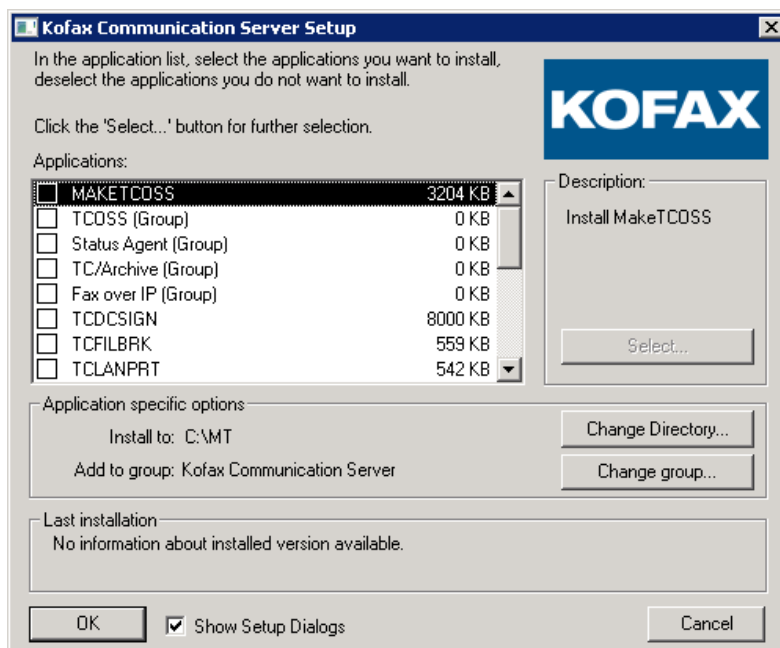 Kofax Communication Server Setup
In the application list, select the applications you want to install,
deselect the applications you do not want to install.
Click the 'Select...' button for further selection.
KOFAX
Applications:
MAKETCOSS 3204 KB
TCOSS (Group) 0 KB
Status Agent (Group) 0 KB
TC/Archive (Group) 0 KB
Fax over IP (Group) 0 KB
TCDCSIGN 8000 KB
TCFILBRK 559 KB
TCLANPRT 542 KB
Description:
Install MakeTCOSS
Select...
Application specific options
Install to: C:\MT
Change Directory...
Add to group: Kofax Communication Server
Change group...
Last installation
No information about installed version available.
OK
Show Setup Dialogs
Cancel